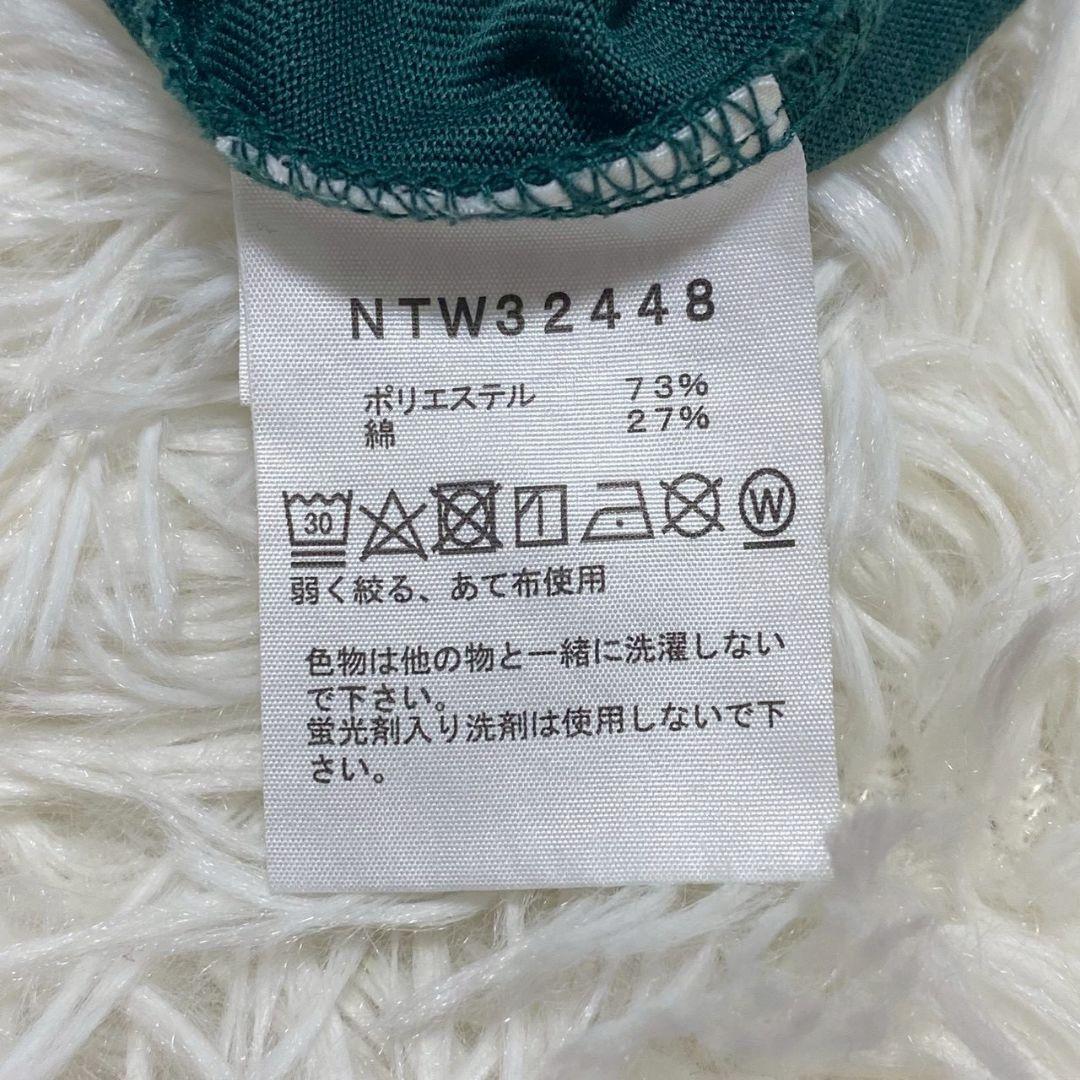 NTW32448
ポリエステル 73%
綿 27%
30 W
弱く絞る、あて布使用
色物は他の物と一緒に洗濯しない
で下さい。
蛍光剤入り洗剤は使用しないで下
さい。